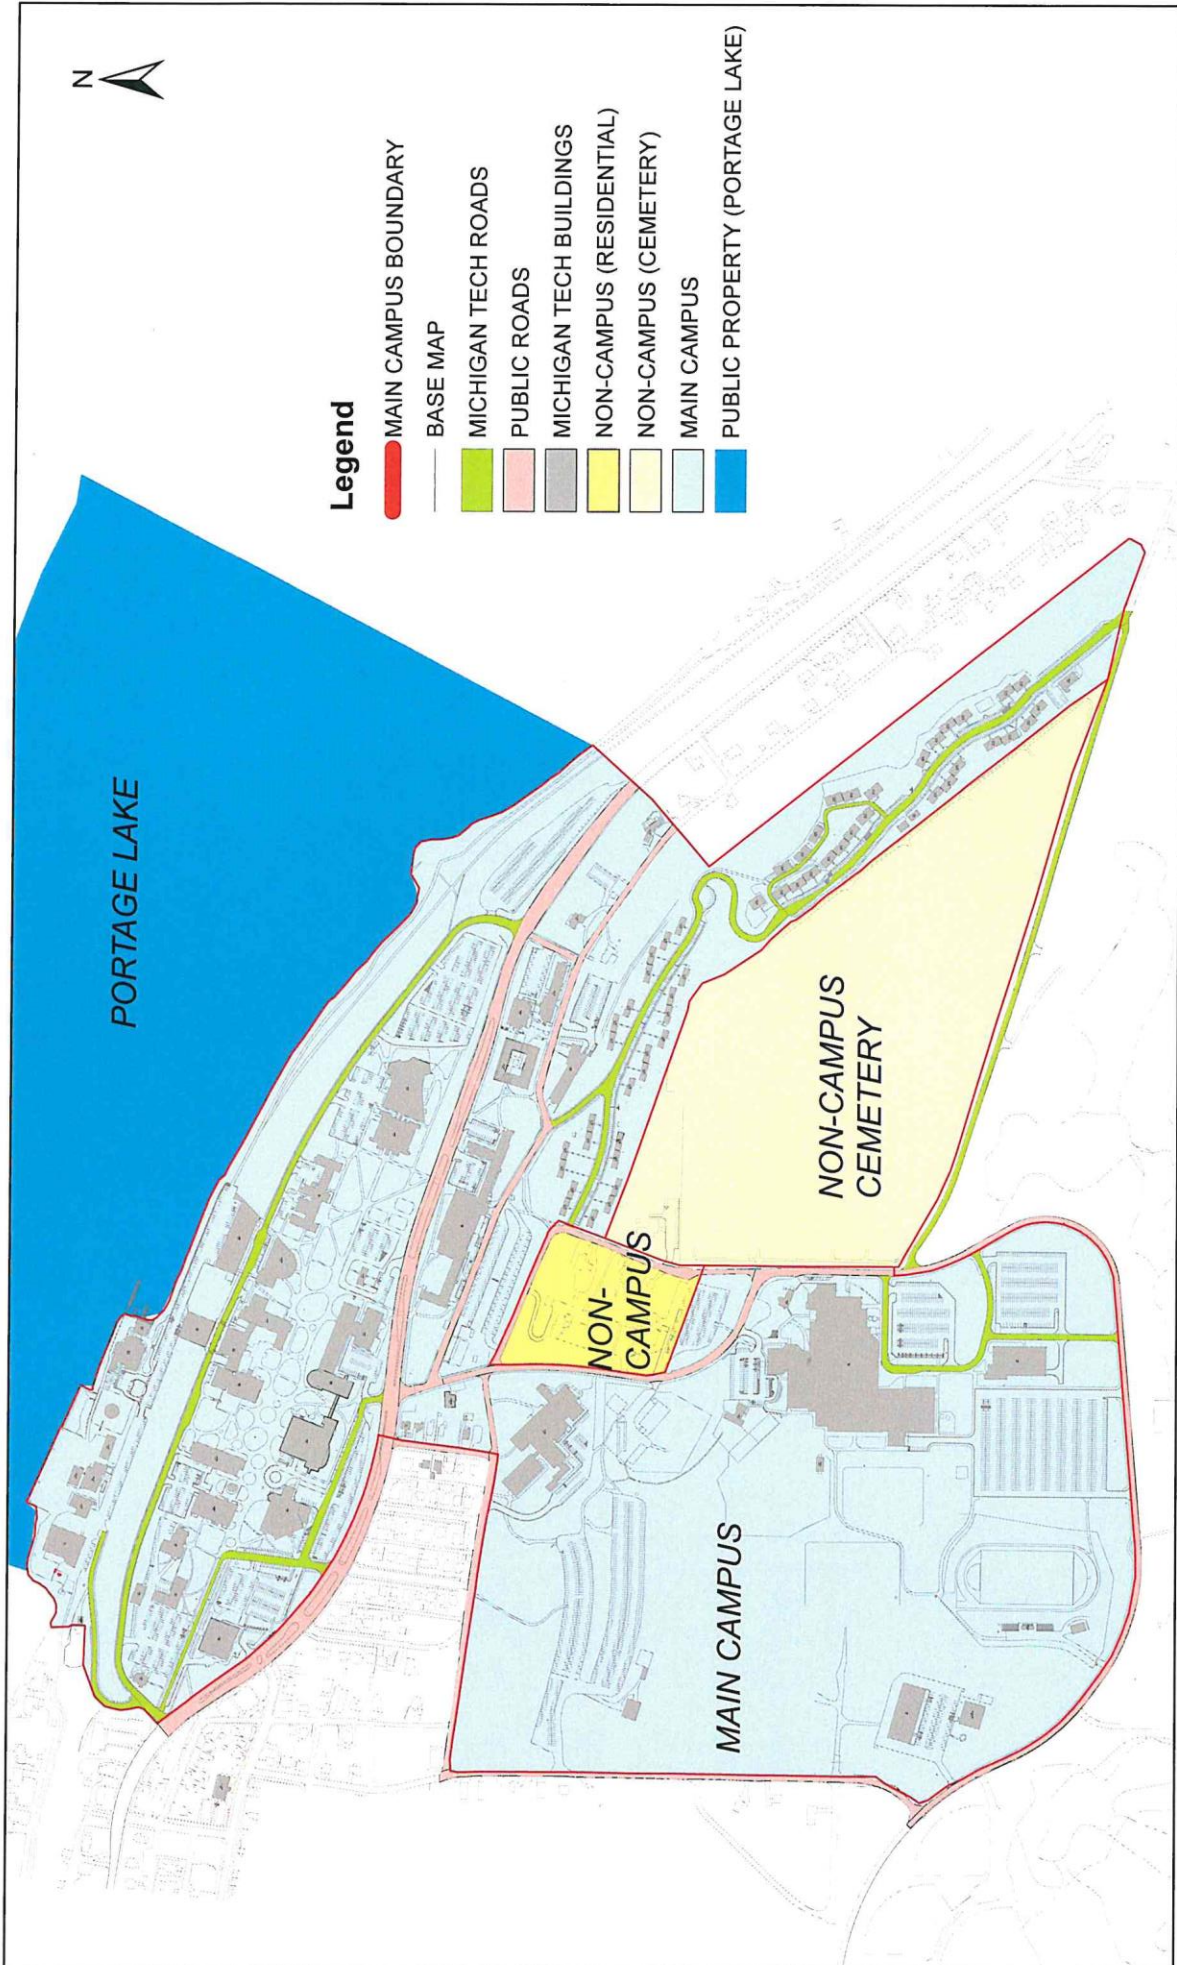 N
Legend
MAIN CAMPUS BOUNDARY
BASE MAP
MICHIGAN TECH ROADS
PUBLIC ROADS
MICHIGAN TECH BUILDINGS
NON-CAMPUS (RESIDENTIAL)
NON-CAMPUS (CEMETERY)
MAIN CAMPUS
PUBLIC PROPERTY (PORTAGE LAKE)
PORTAGE LAKE
NON-
CAMPUS
NON-CAMPUS
CEMETERY
MAIN CAMPUS